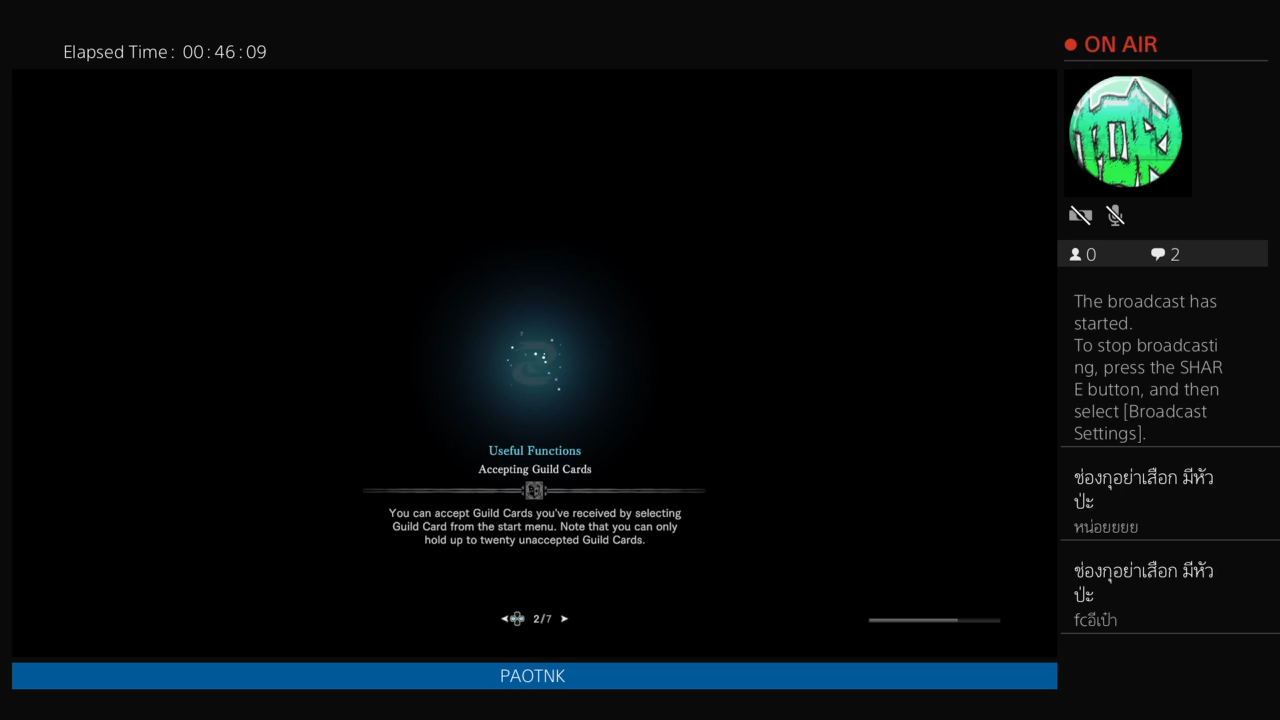 Elapsed Time: 00:46:09
ON AIR
0
2
The broadcast has
started.
To stop broadcasti
ng, press the SHAR
E button, and then
select [Broadcast
Settings].
ช่องกุอย่าเสือก มีหัว
ปะ
หน่อยยยย
ช่องกุอย่าเสือก มีหัว
ปะ
fcอีเป๋า
Useful Functions
Accepting Guild Cards
You can accept Guild Cards you've received by selecting
Guild Card from the start menu. Note that you can only
hold up to twenty unaccepted Guild Cards.
2/7
PAOTNK